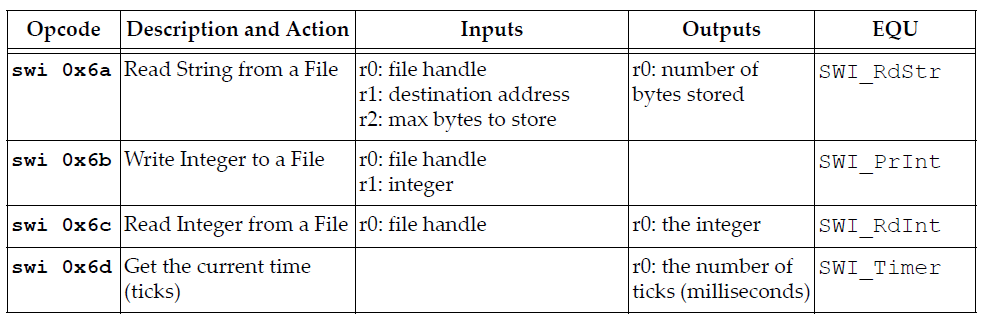 Opcode Description and Action Inputs Outputs EQU
swi 0x6a Read String from a File r0: file handle r0: number of SWI_RdStr
r1: destination address bytes stored
r2: max bytes to store
swi 0x6b Write Integer to a File r0: file handle SWI_PrInt
r1: integer
swi 0x6c Read Integer from a File r0: file handle r0: the integer SWI_RdInt
swi 0x6d Get the current time r0: the number of SWI_Timer
(ticks) ticks (milliseconds)